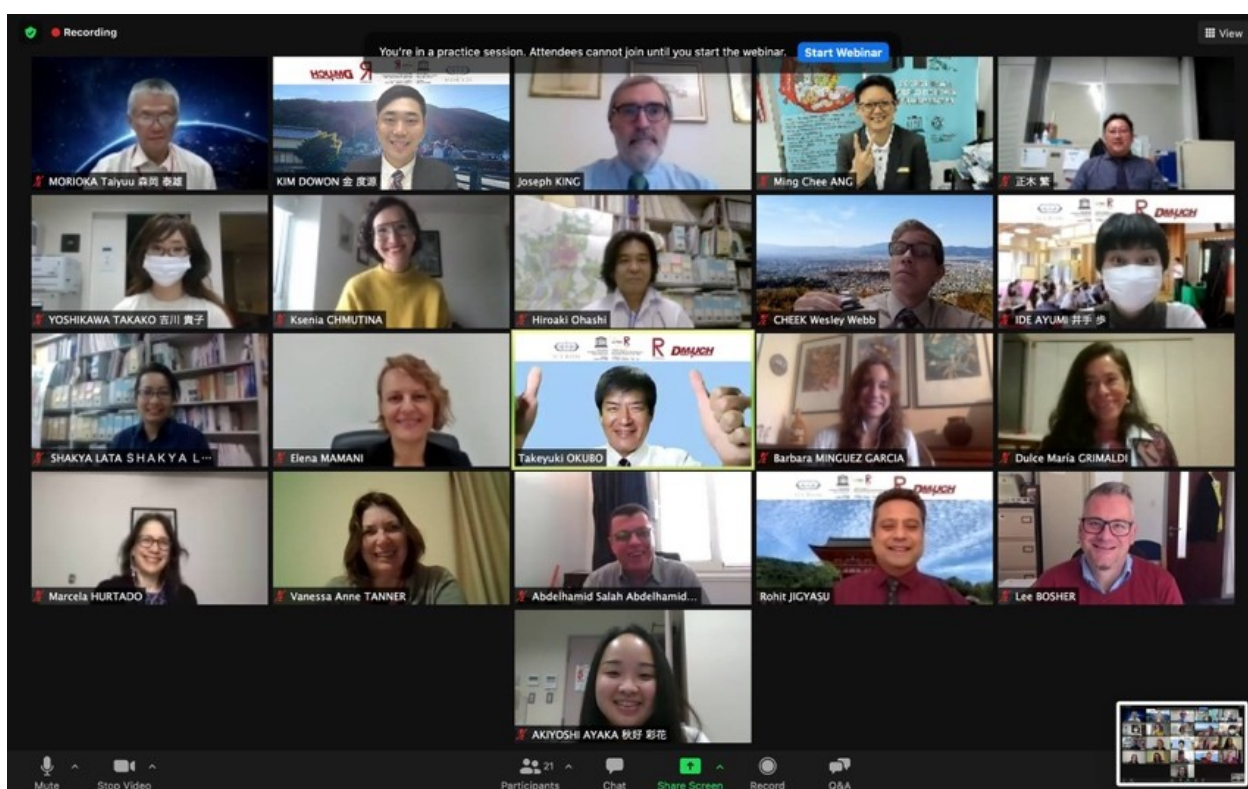 Recording
You're in a practice session. Attendees cannot join until you start the webinar. Start Webinar
View
R DMUCH
MORIOKA Taiyuu 森岡 泰雄
KIM DOWON 金 度源
Joseph KING
Ming Chee ANG
正木 繁
R DMUCH
YOSHIKAWA TAKAKO 吉川 貴子
Ksenia CHMUTINA
Hiroaki Ohashi
CHEEK Wesley Webb
IDE AYUMI 井手 歩
R DMUCH
SHAKYA LATA ＳＨＡＫＹＡ Ｌ…
Elena MAMANI
Takeyuki OKUBO
Barbara MINGUEZ GARCIA
Dulce María GRIMALDI
R DMUCH
Marcela HURTADO
Vanessa Anne TANNER
Abdelhamid Salah Abdelhamid...
Rohit JIGYASU
Lee BOSHER
AKIYOSHI AYAKA 秋好 彩花
21
Mute
Stop Video
Participants
Chat
Share Screen
Record
Q&A